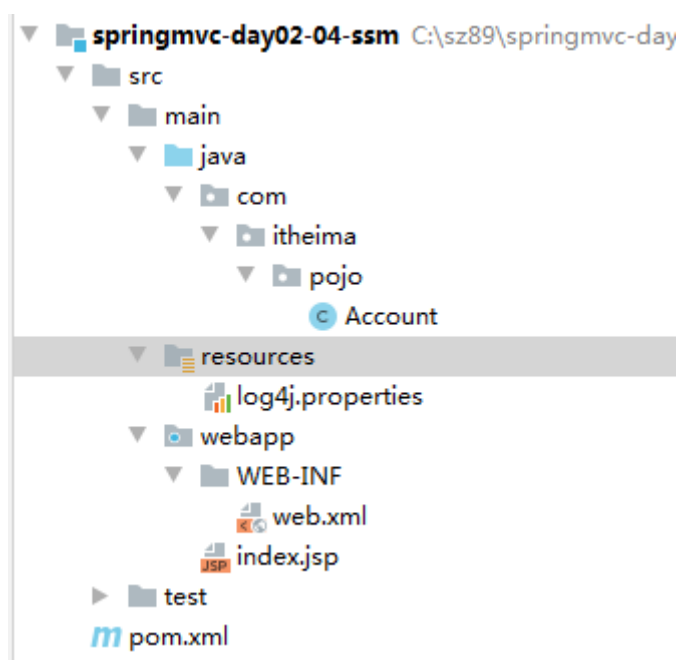 springmvc-day02-04-ssm C:\sz89\springmvc-day
src
main
java
com
itheima
pojo
C Account
resources
log4j.properties
webapp
WEB-INF
web.xml
JSP index.jsp
test
m pom.xml